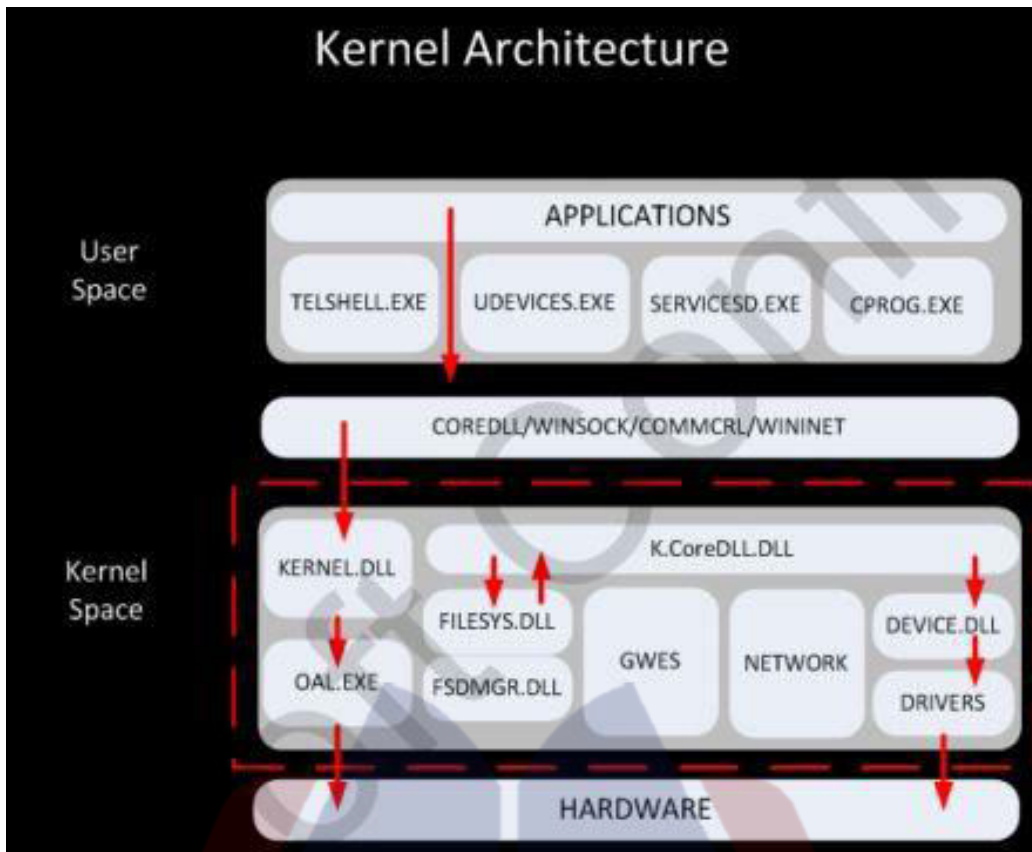 Kernel Architecture
User
Space
APPLICATIONS
TELSHELL.EXE
UDEVICES.EXE
SERVICESD.EXE
CPROG.EXE
COREDLL/WINSOCK/COMMCRL/WININET
Kernel
Space
KERNEL.DLL
K.CoreDLL.DLL
OAL.EXE
FILESYS.DLL
FSDMGR.DLL
GWES
NETWORK
DEVICE.DLL
DRIVERS
HARDWARE